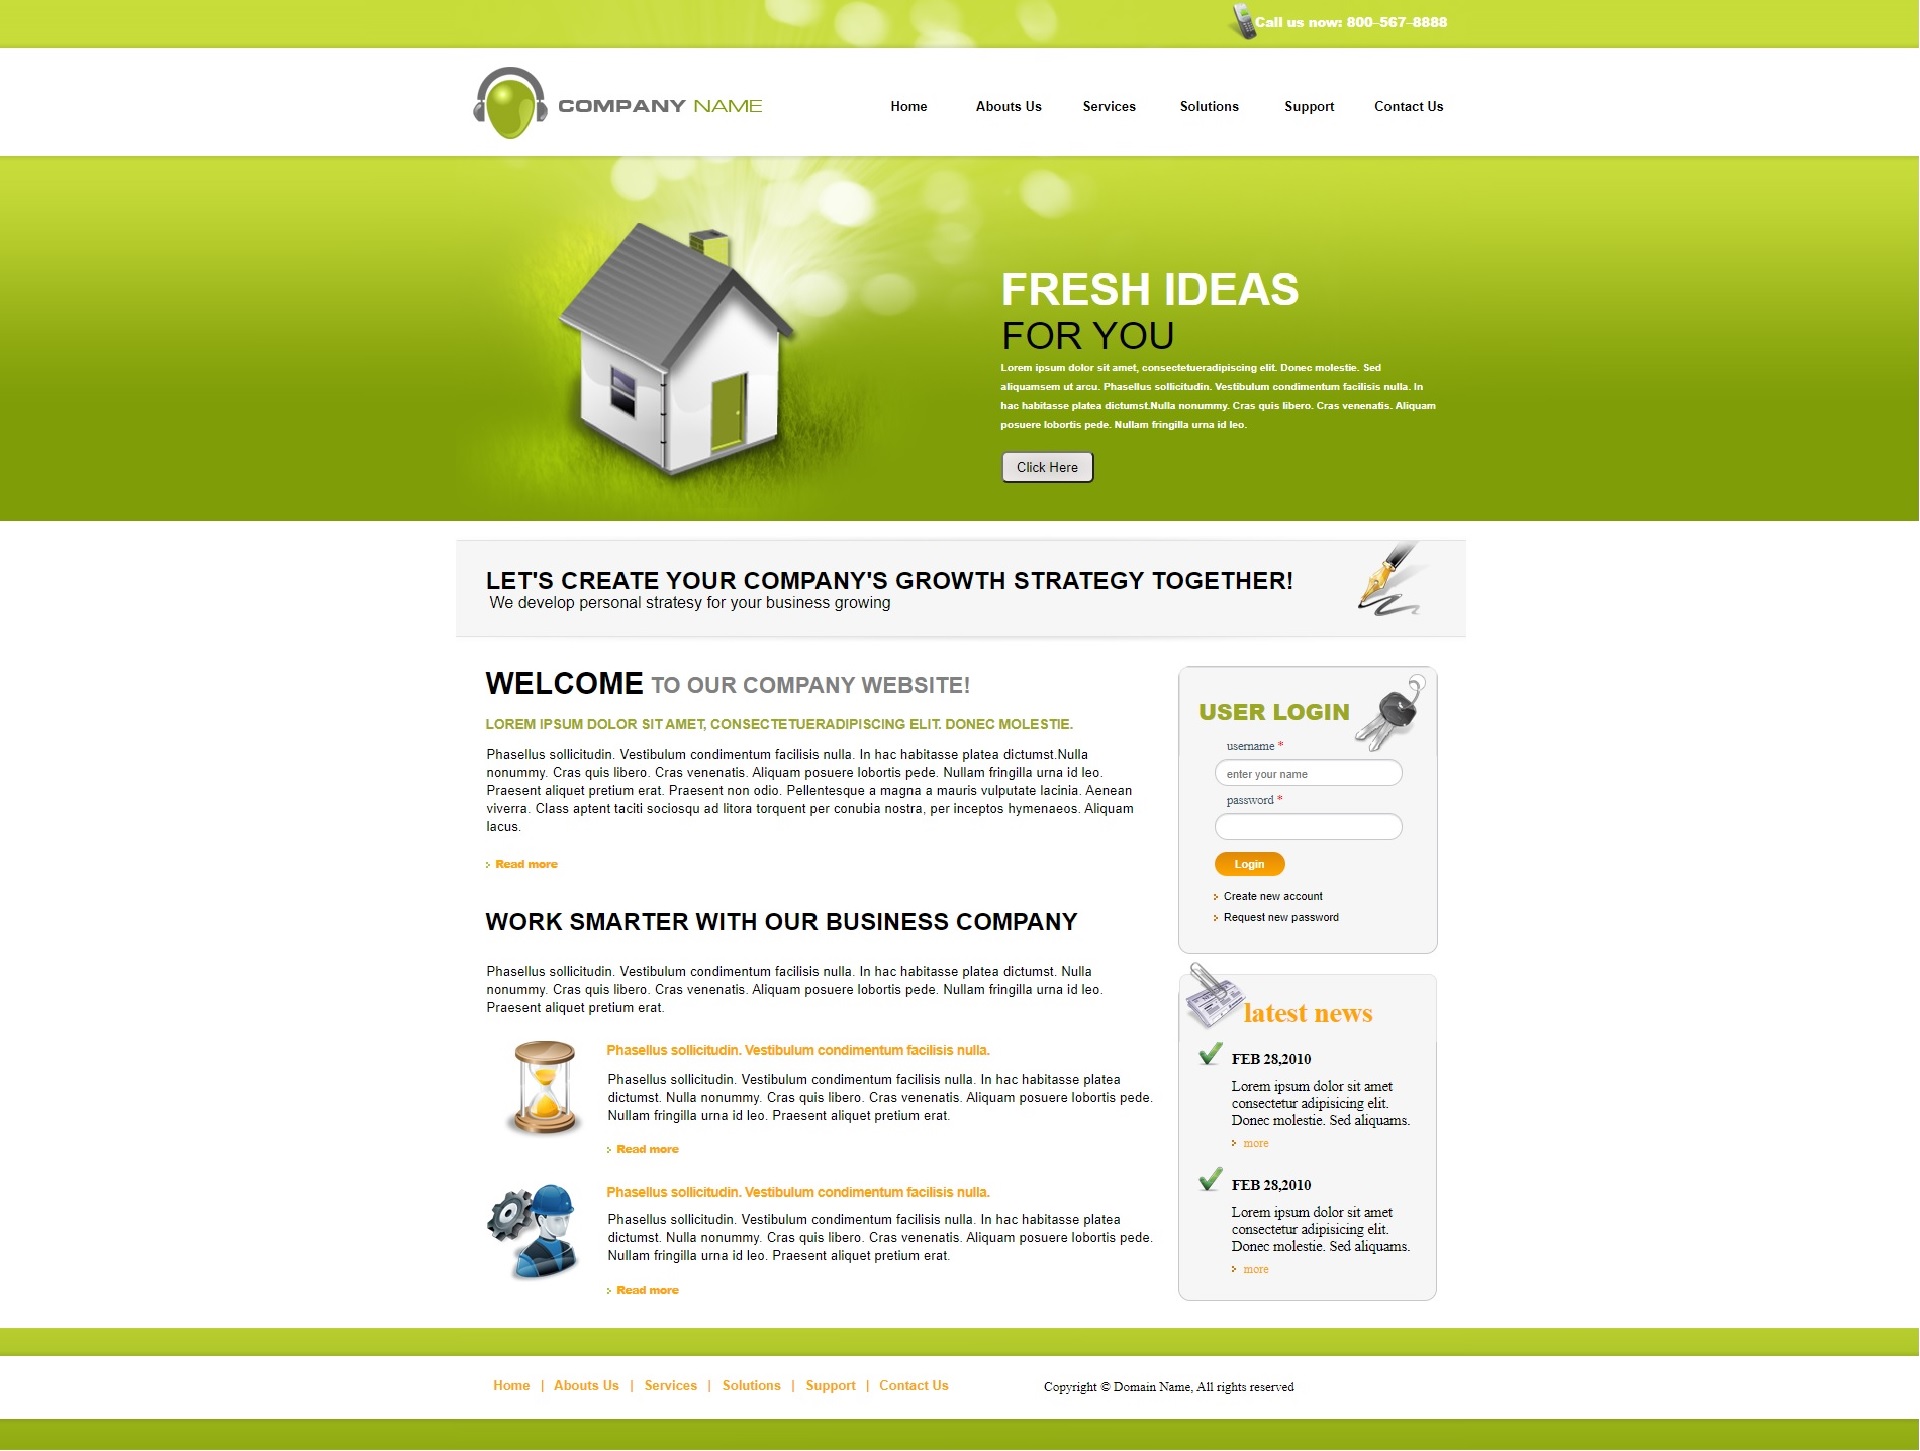 Call us now: 800-567-8888
COMPANY NAME
Home
Abouts Us
Services
Solutions
Support
Contact Us
FRESH IDEAS
FOR YOU
Lorem ipsum dolor sit amet, consectetueradipiscing elit. Donec molestie. Sed
aliquamsem ut arcu. Phasellus sollicitudin. Vestibulum condimentum facilisis nulla. In
hac habitasse platea dictumst.Nulla nonummy. Cras quis libero. Cras venenatis. Aliquam
posuere lobortis pede. Nullam fringilla urna id leo.
Click Here
LET'S CREATE YOUR COMPANY'S GROWTH STRATEGY TOGETHER!
We develop personal stratesy for your business growing
WELCOME TO OUR COMPANY WEBSITE!
LOREM IPSUM DOLOR SIT AMET, CONSECTETUERADIPISCING ELIT. DONEC MOLESTIE.
Phasellus sollicitudin. Vestibulum condimentum facilisis nulla. In hac habitasse platea dictumst.Nulla
nonummy. Cras quis libero. Cras venenatis. Aliquam posuere lobortis pede. Nullam fringilla urna id leo.
Praesent aliquet pretium erat. Praesent non odio. Pellentesque a magna a mauris vulputate lacinia. Aenean
viverra. Class aptent taciti sociosqu ad litora torquent per conubia nostra, per inceptos hymenaeos. Aliquam
lacus.
Read more
WORK SMARTER WITH OUR BUSINESS COMPANY
Phasellus sollicitudin. Vestibulum condimentum facilisis nulla. In hac habitasse platea dictumst. Nulla
nonummy. Cras quis libero. Cras venenatis. Aliquam posuere lobortis pede. Nullam fringilla urna id leo.
Praesent aliquet pretium erat.
Phasellus sollicitudin. Vestibulum condimentum facilisis nulla.
Phasellus sollicitudin. Vestibulum condimentum facilisis nulla. In hac habitasse platea
dictumst. Nulla nonummy. Cras quis libero. Cras venenatis. Aliquam posuere lobortis pede.
Nullam fringilla urna id leo. Praesent aliquet pretium erat.
Read more
Phasellus sollicitudin. Vestibulum condimentum facilisis nulla.
Phasellus sollicitudin. Vestibulum condimentum facilisis nulla. In hac habitasse platea
dictumst. Nulla nonummy. Cras quis libero. Cras venenatis. Aliquam posuere lobortis pede.
Nullam fringilla urna id leo. Praesent aliquet pretium erat.
Read more
USER LOGIN
username *
enter your name
password *
Login
Create new account
Request new password
latest news
FEB 28,2010
Lorem ipsum dolor sit amet
consectetur adipisicing elit.
Donec molestie. Sed aliquams.
more
FEB 28,2010
Lorem ipsum dolor sit amet
consectetur adipisicing elit.
Donec molestie. Sed aliquams.
more
Home | Abouts Us | Services | Solutions | Support | Contact Us
Copyright © Domain Name, All rights reserved